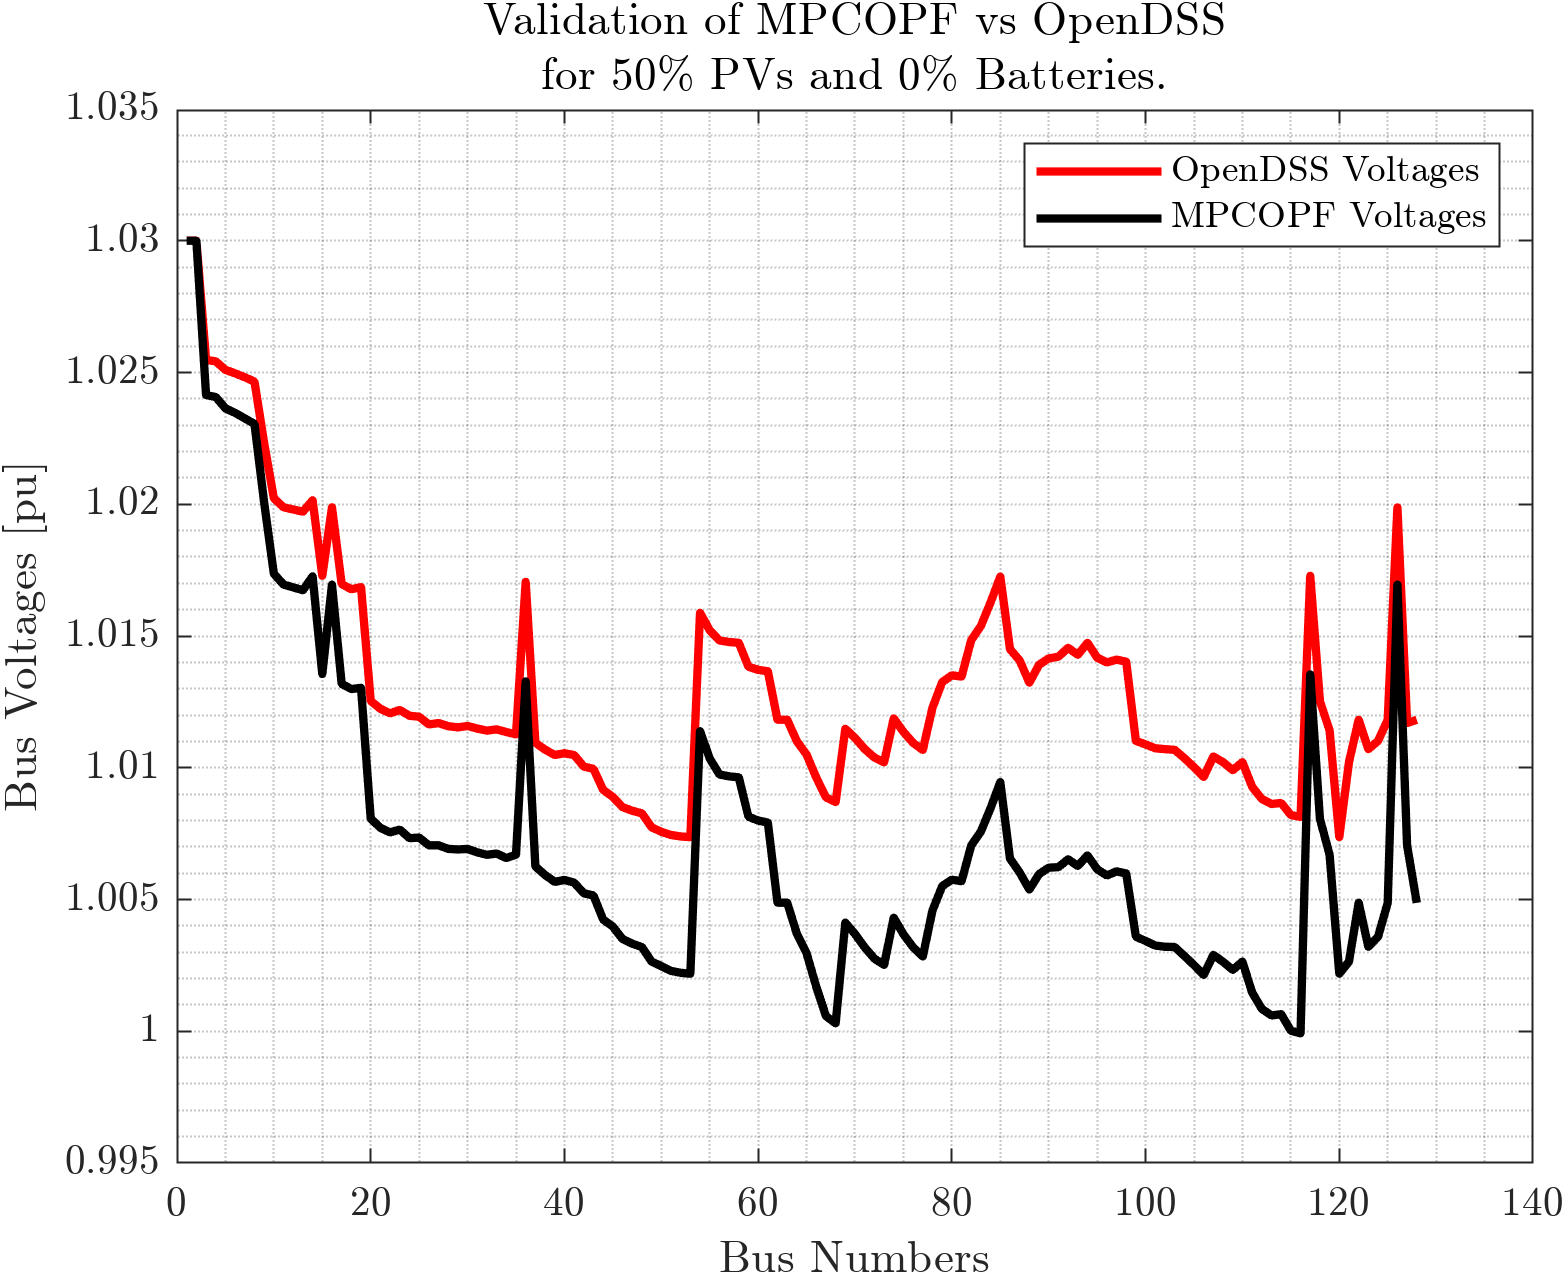 Validation of MPCOPF vs OpenDSS
for 50% PVs and 0% Batteries.
1.035
1.03
1.025
1.02
1.015
1.01
1.005
1
0.995
Bus Voltages [pu]
OpenDSS Voltages
MPCOPF Voltages
0 20 40 60 80 100 120 140
Bus Numbers